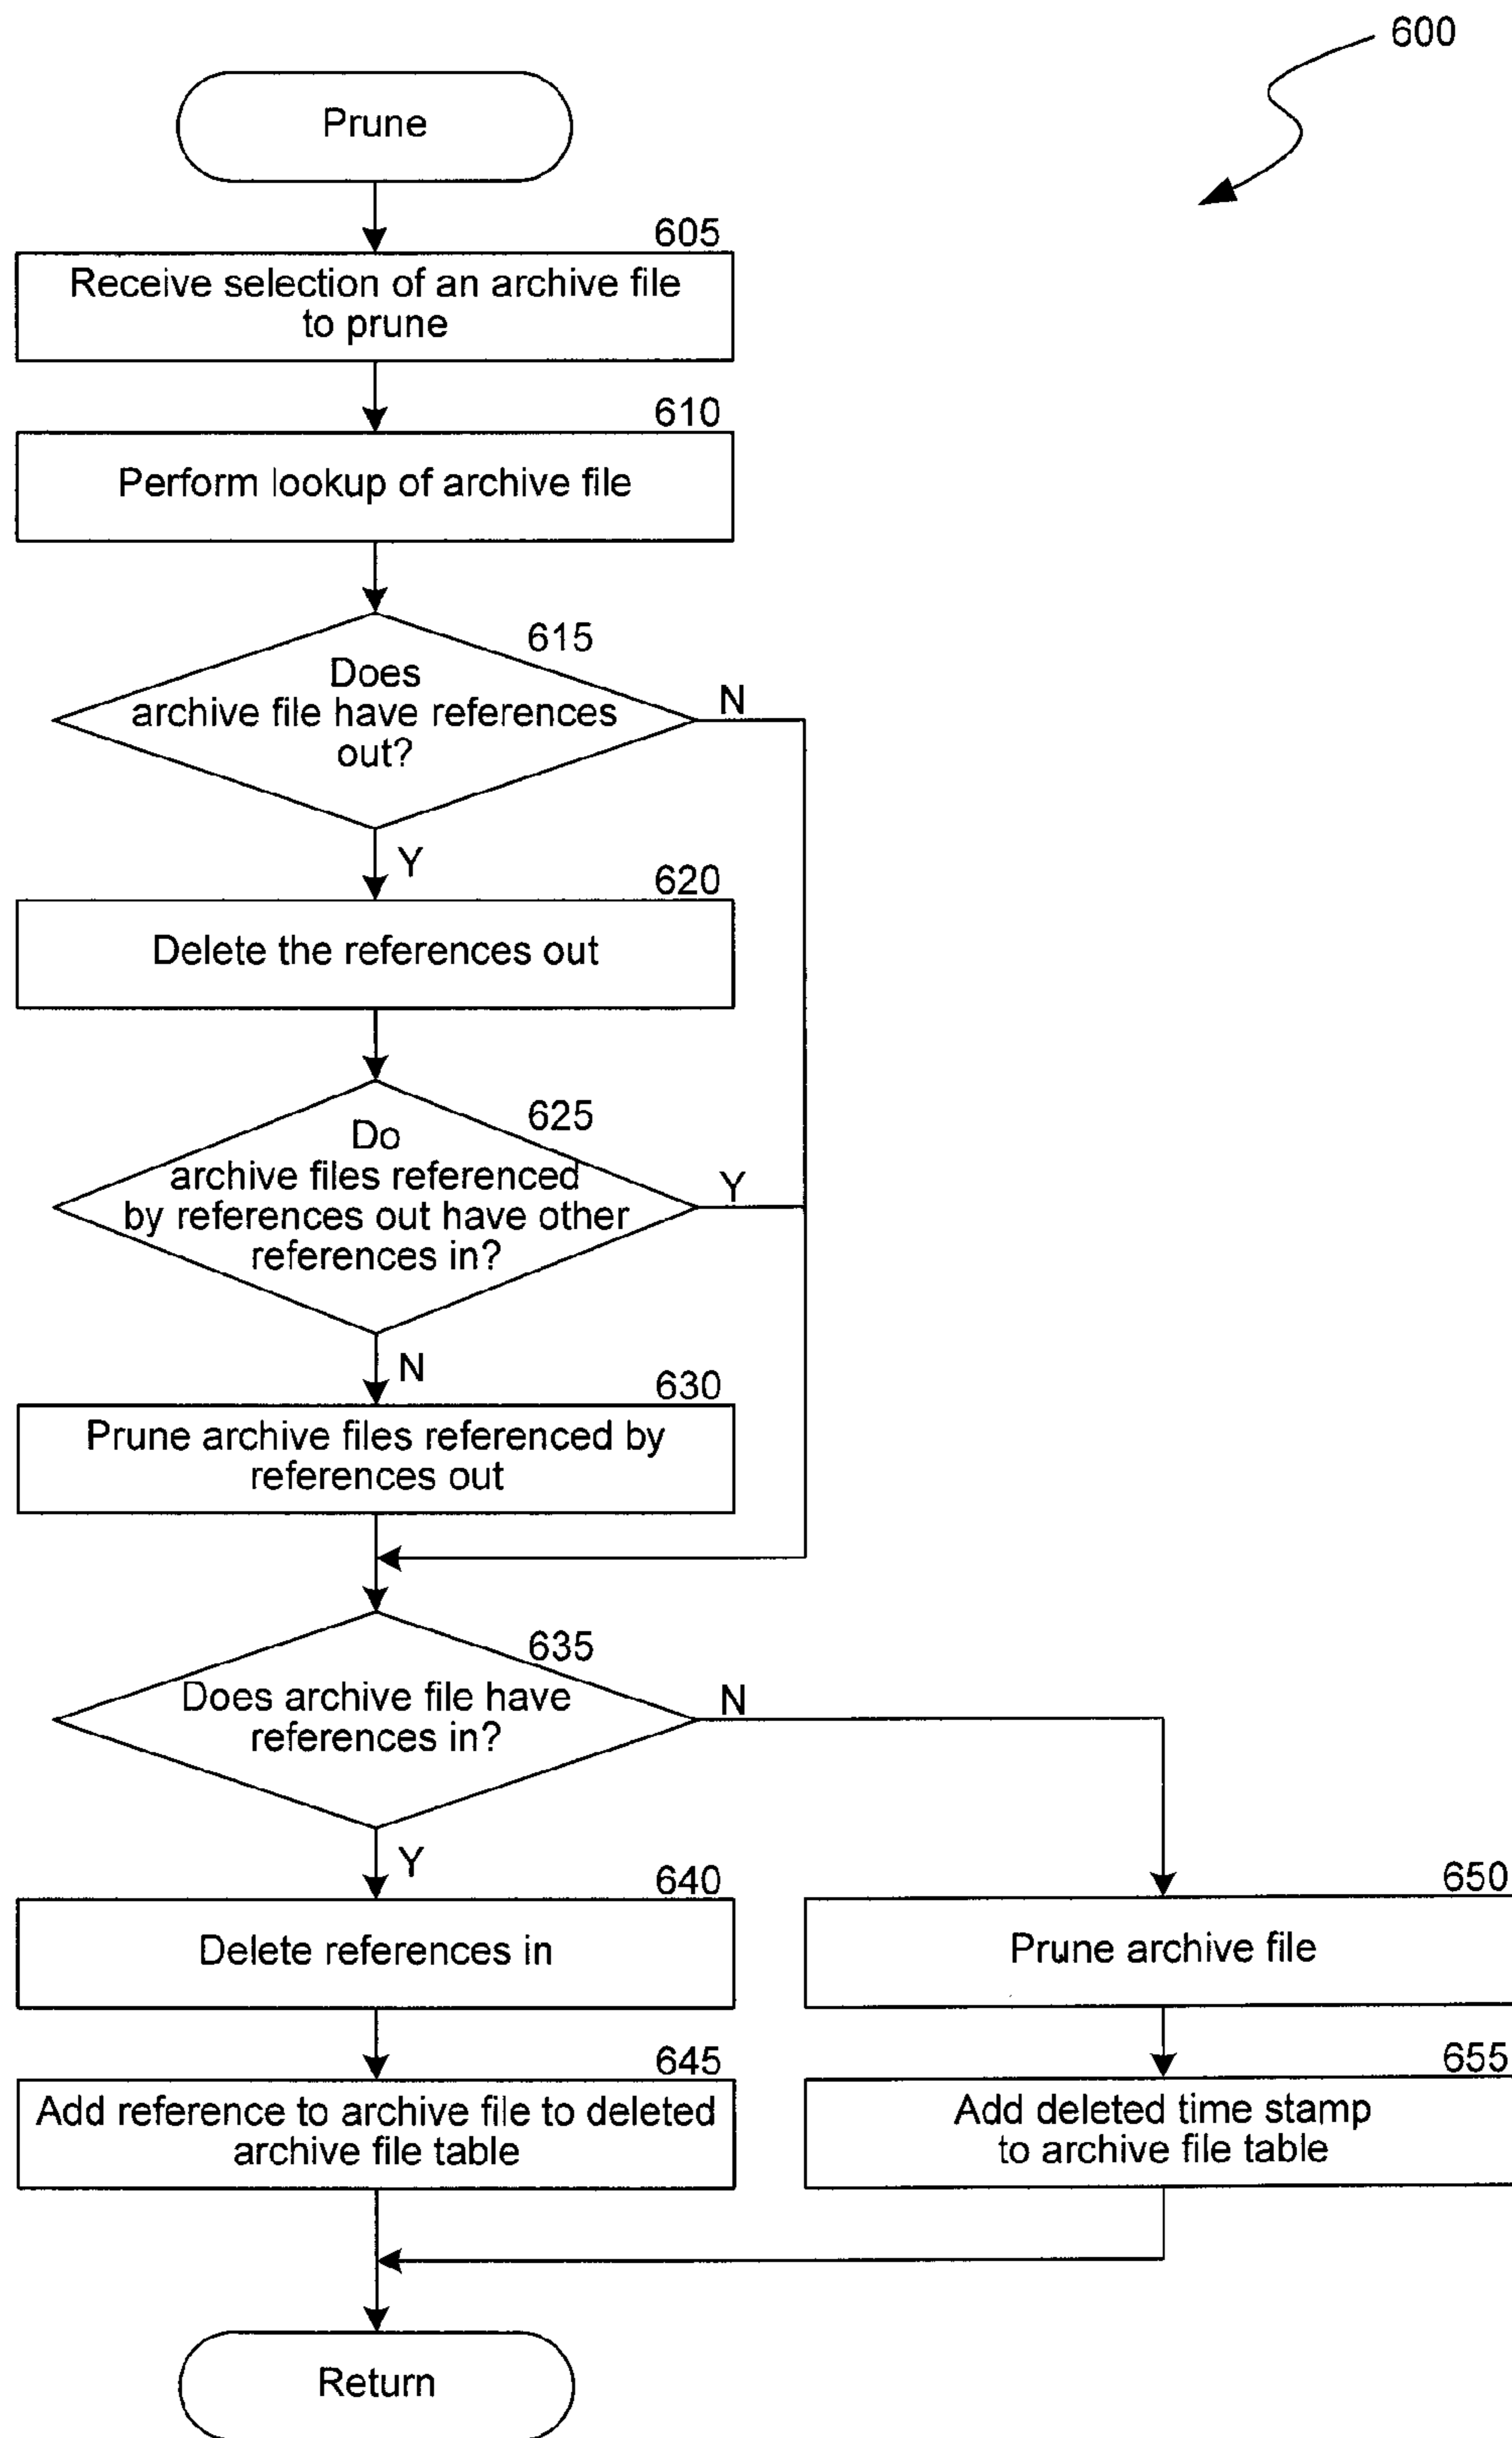 600
Prune
605
Receive selection of an archive file
to prune
610
Perform lookup of archive file
615
Does
archive file have references
out?
N
Y
620
Delete the references out
625
Do
archive files referenced
by references out have other
references in?
Y
N
630
Prune archive files referenced by
references out
635
Does archive file have
references in?
N
Y
640
Delete references in
650
Prune archive file
645
Add reference to archive file to deleted
archive file table
655
Add deleted time stamp
to archive file table
Return